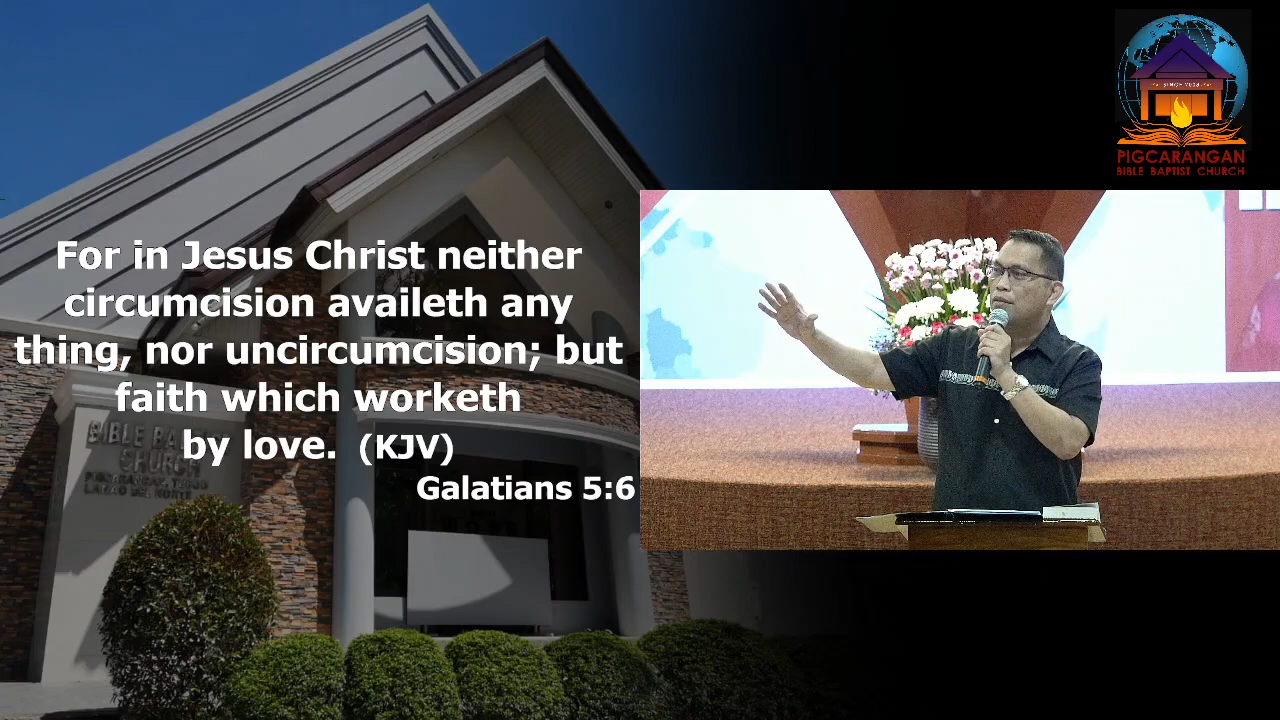 For in Jesus Christ neither
circumcision availeth any
thing, nor uncircumcision; but
faith which worketh
by love.  (KJV)
Galatians 5:6
PIGCARANGAN
BIBLE BAPTIST CHURCH
BIBLE BAPTIST
CHURCH